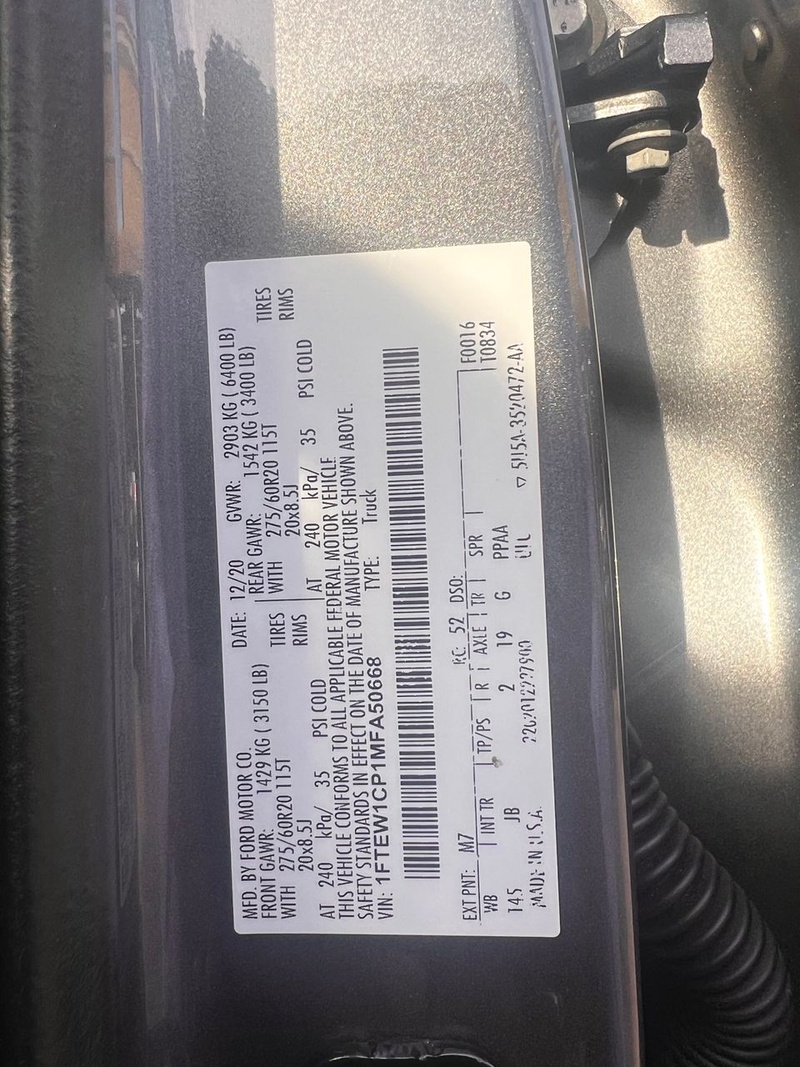 MFD. BY FORD MOTOR CO. DATE: 12/20 GVWR: 2903 KG ( 6400 LB)
FRONT GAWR: 1429 KG ( 3150 LB) REAR GAWR: 1542 KG ( 3400 LB)
WITH 275/60R20 115T TIRES WITH 275/60R20 115T TIRES
20x8.5J RIMS 20x8.5J RIMS
AT 240 kPa/ 35 PSI COLD AT 240 kPa/ 35 PSI COLD
THIS VEHICLE CONFORMS TO ALL APPLICABLE FEDERAL MOTOR VEHICLE
SAFETY STANDARDS IN EFFECT ON THE DATE OF MANUFACTURE SHOWN ABOVE.
VIN: 1FTEW1CP1MFA50668 TYPE: Truck
EXT PNT: M7 RC: 52 DSO: F0016
WB INT TR TP/PS R AXLE TR SPR T0834
145 JB 2 19 G PPAA
MADE IN U.S.A. UIL ▽ 5U5A-3520472-AA